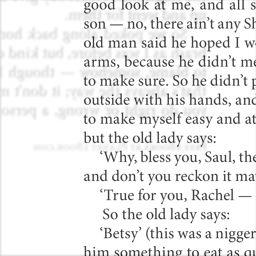 good look at me, and all s
son — no, there ain't any Sh
old man said he hoped I w
arms, because he didn't me
to make sure. So he didn't p
outside with his hands, and
to make myself easy and at
but the old lady says:
'Why, bless you, Saul, the
and don't you reckon it may
'True for you, Rachel —
So the old lady says:
'Betsy' (this was a nigger
him something to eat as qu